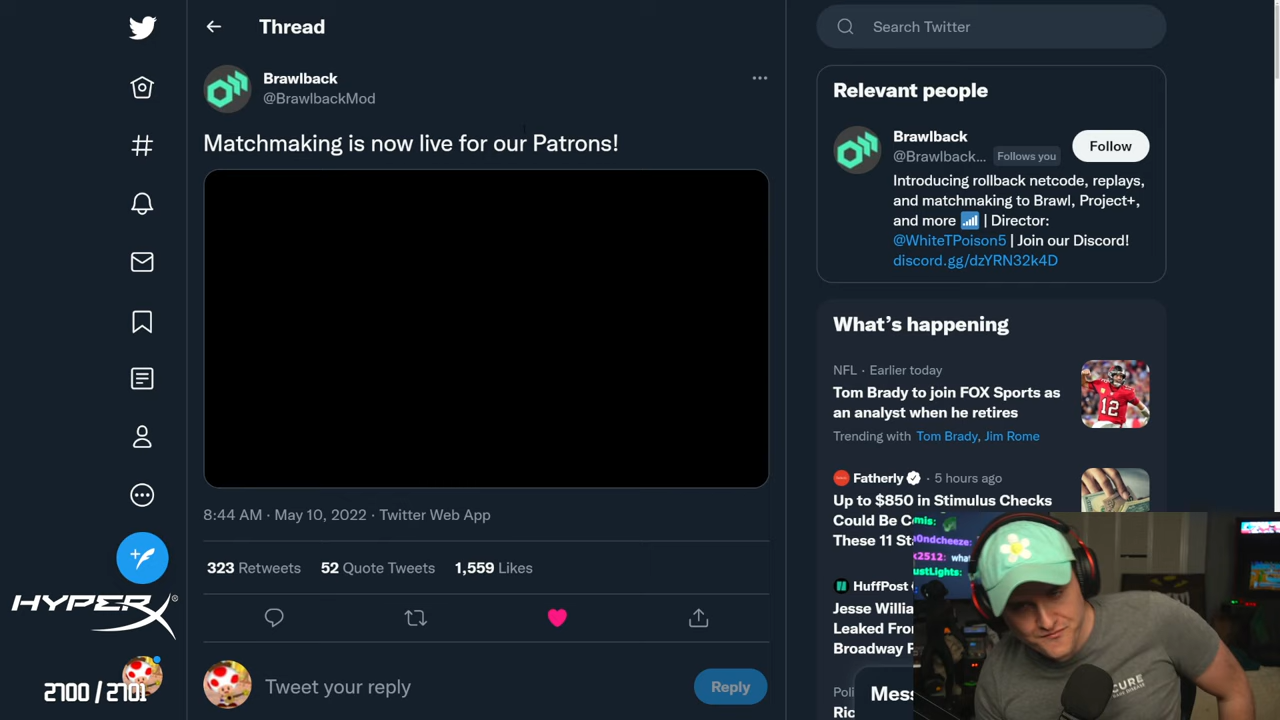 Thread
Search Twitter
Brawlback
@BrawlbackMod
Matchmaking is now live for our Patrons!
8:44 AM · May 10, 2022 · Twitter Web App
323 Retweets 52 Quote Tweets 1,559 Likes
Tweet your reply
Reply
Relevant people
Brawlback
@Brawlback... Follows you
Follow
Introducing rollback netcode, replays,
and matchmaking to Brawl, Project+,
and more | Director:
@WhiteTPoison5 | Join our Discord!
discord.gg/dzYRN32k4D
What's happening
NFL · Earlier today
Tom Brady to join FOX Sports as
an analyst when he retires
Trending with Tom Brady, Jim Rome
12
Fatherly · 5 hours ago
Up to $850 in Stimulus Checks
Could Be
These 11
HuffPost
Jesse
Leaked
Broadway
HYPERX
2700 / 2701
CURE